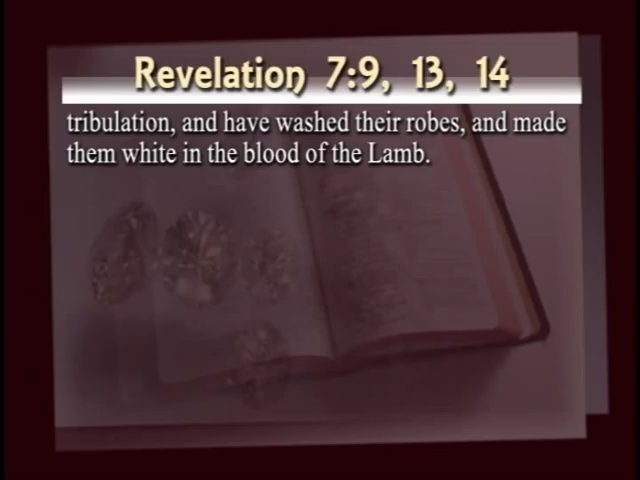 Revelation 7:9, 13, 14
tribulation, and have washed their robes, and made
them white in the blood of the Lamb.